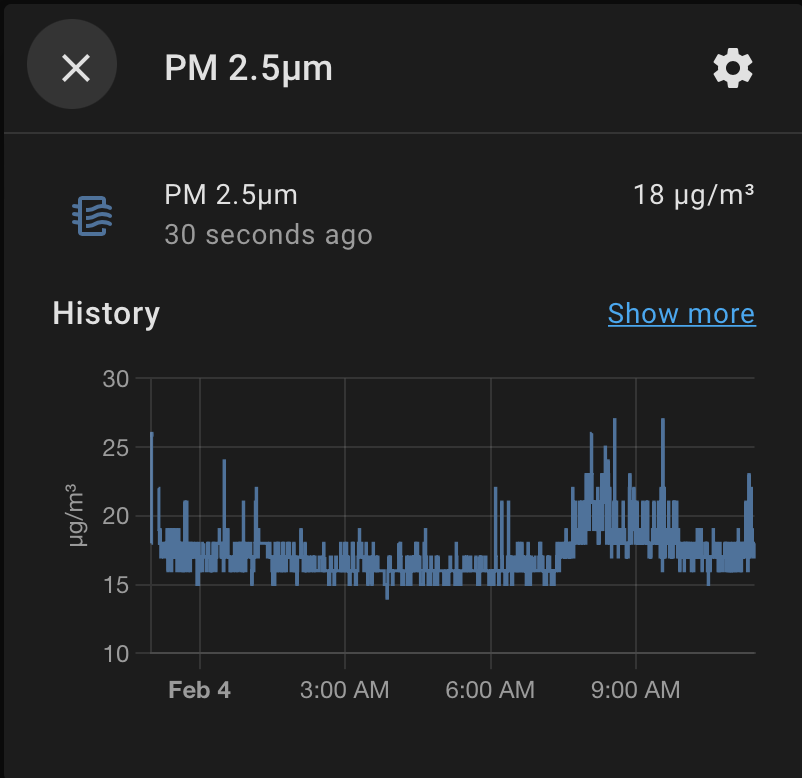 PM 2.5µm
PM 2.5µm
18 µg/m³
30 seconds ago
History
Show more
30
25
20
15
10
µg/m³
Feb 4
3:00 AM
6:00 AM
9:00 AM